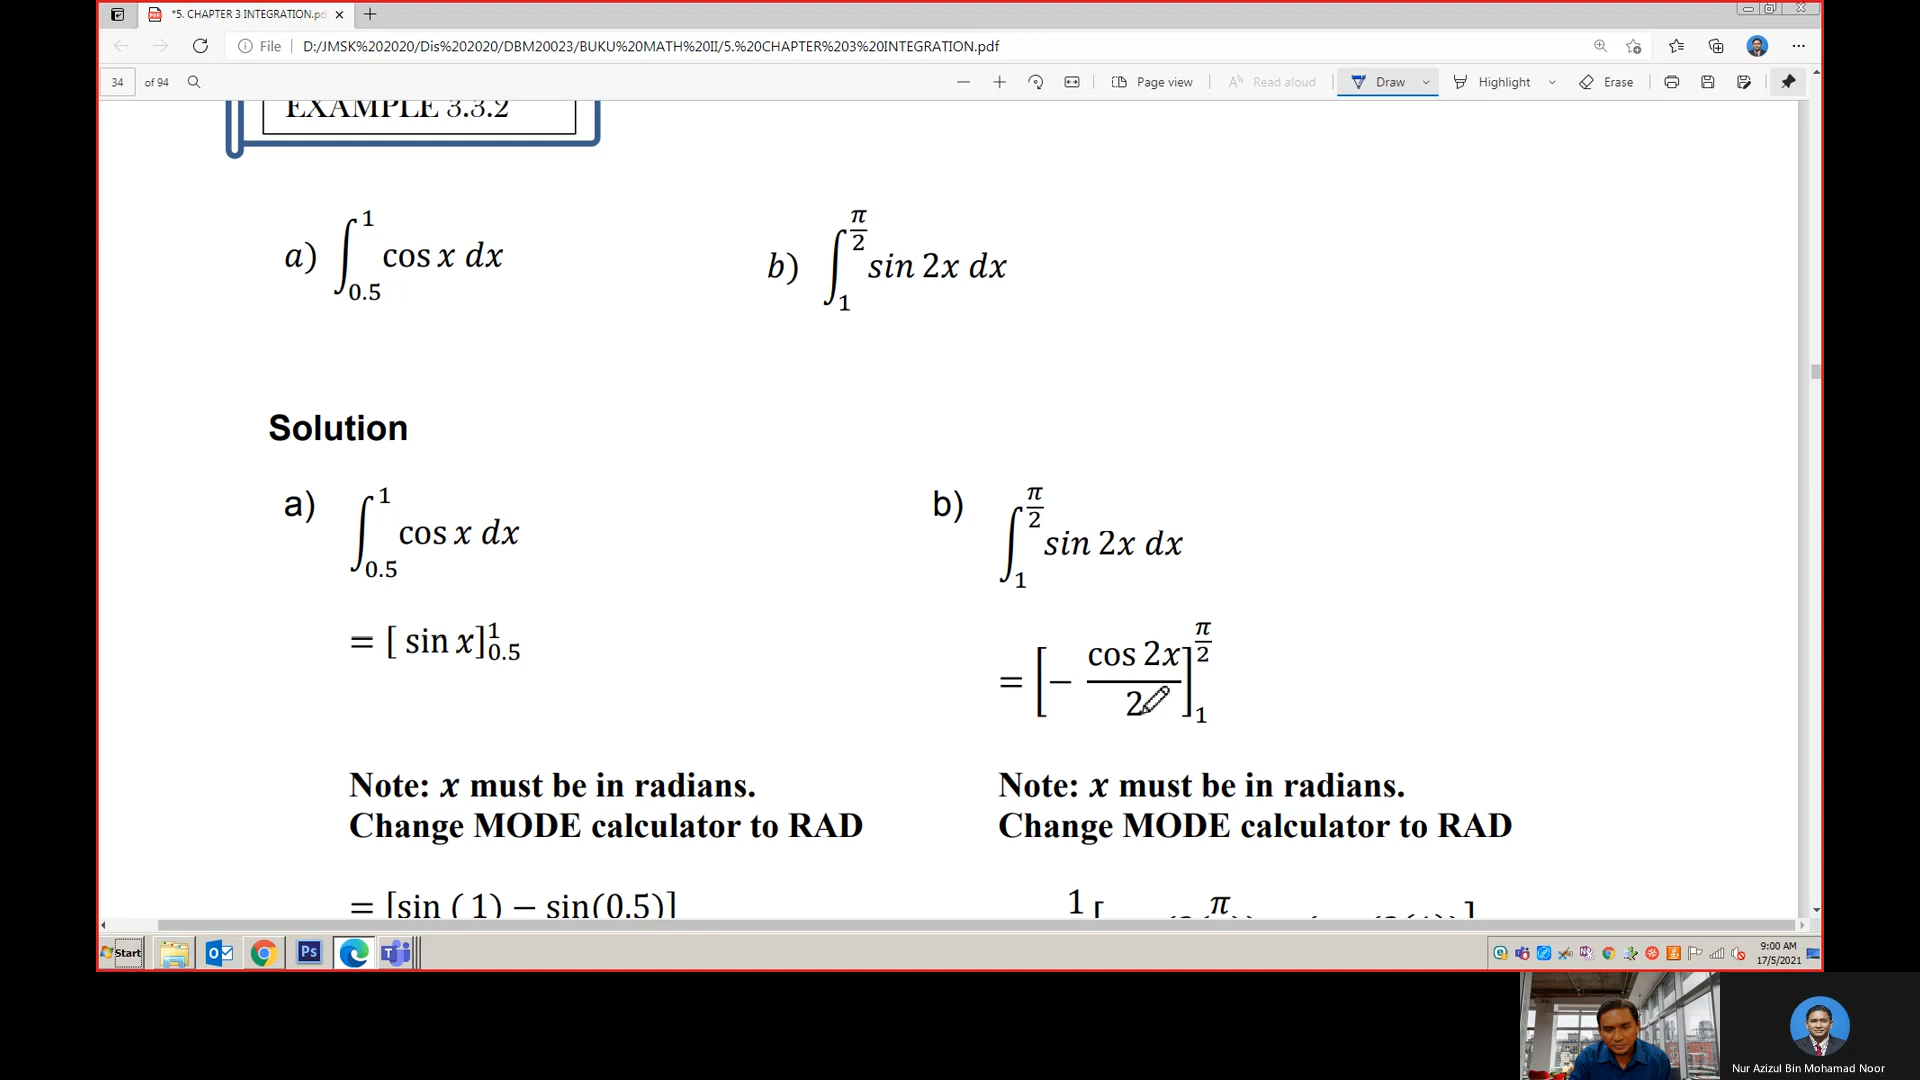 *5. CHAPTER 3 INTEGRATION.pd
File | D:/JMSK%202020/Dis%202020/DBM20023/BUKU%20MATH%20II/5.%20CHAPTER%203%20INTEGRATION.pdf
34 of 94 Page view Read aloud Draw Highlight Erase
EXAMPLE 3.3.2
a) ∫_{0.5}^{1} cos x dx b) ∫_{1}^{π/2} sin 2x dx
Solution
a) ∫_{0.5}^{1} cos x dx b) ∫_{1}^{π/2} sin 2x dx
= [ sin x]_{0.5}^{1} = [− cos 2x / 2]_{1}^{π/2}
Note: x must be in radians. Note: x must be in radians.
Change MODE calculator to RAD Change MODE calculator to RAD
= [sin ( 1) − sin(0.5)]
Start Ps 9:00 AM
17/5/2021
Nur Azizul Bin Mohamad Noor